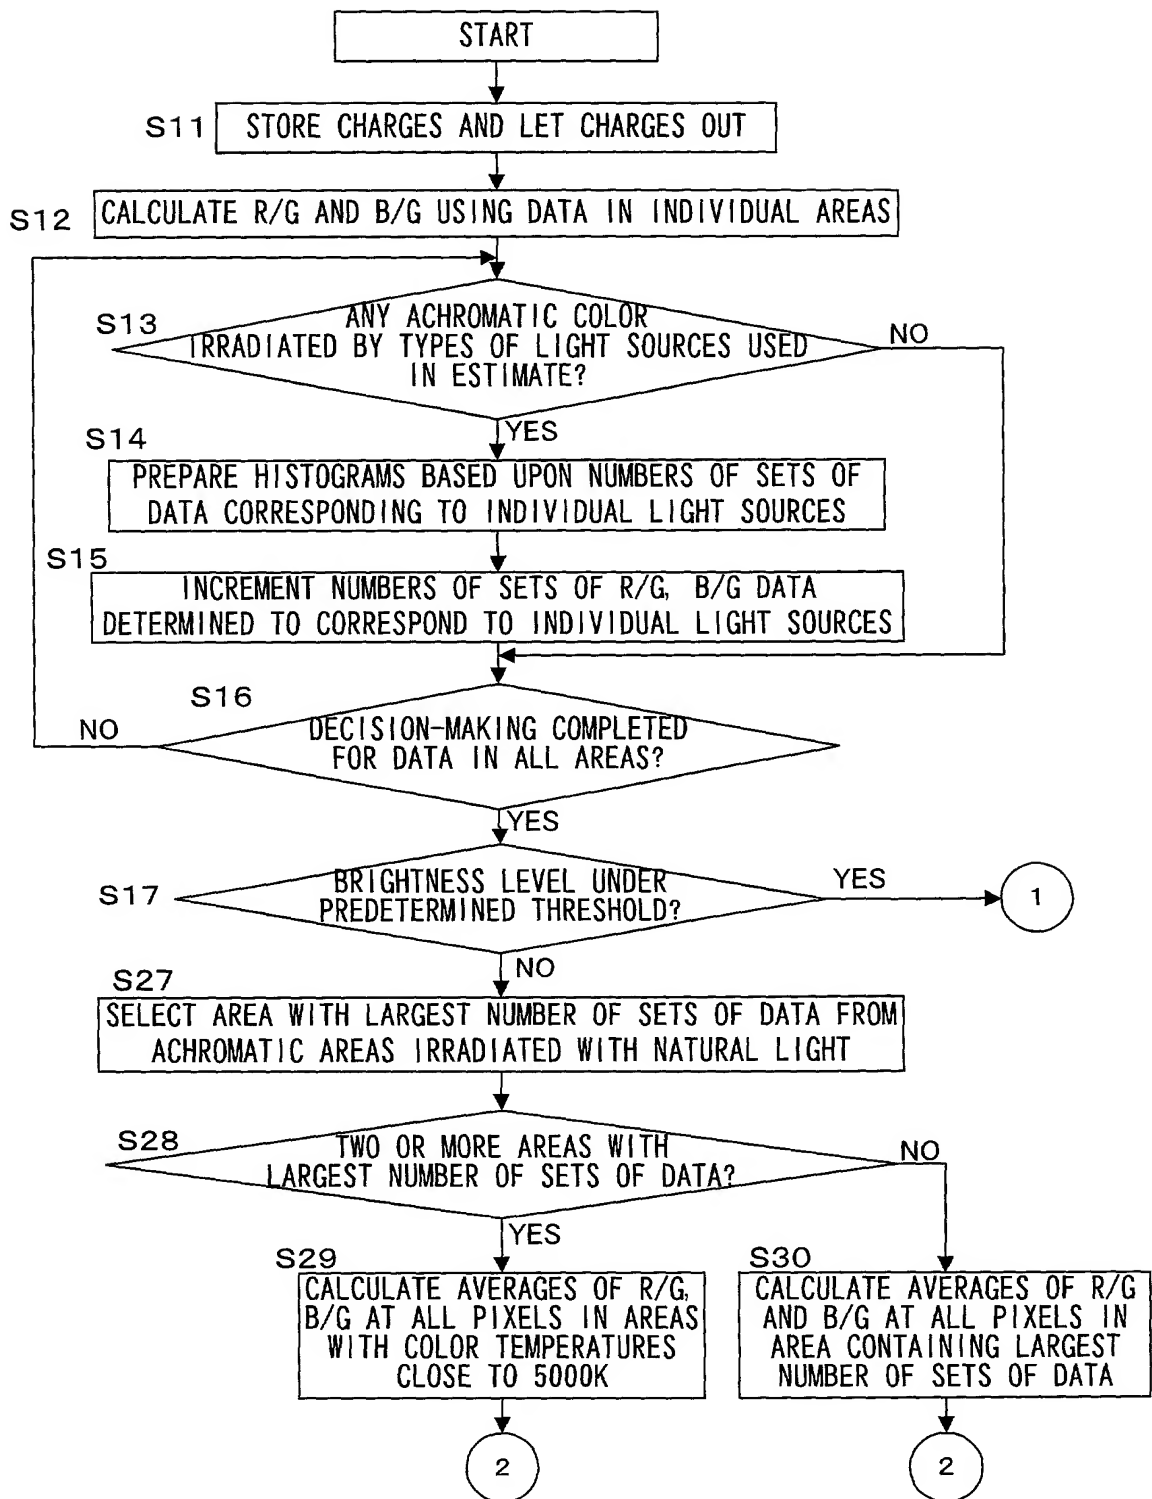 START
S11
STORE CHARGES AND LET CHARGES OUT
S12
CALCULATE R/G AND B/G USING DATA IN INDIVIDUAL AREAS
S13
ANY ACHROMATIC COLOR
IRRADIATED BY TYPES OF LIGHT SOURCES USED
IN ESTIMATE?
NO
YES
S14
PREPARE HISTOGRAMS BASED UPON NUMBERS OF SETS OF
DATA CORRESPONDING TO INDIVIDUAL LIGHT SOURCES
S15
INCREMENT NUMBERS OF SETS OF R/G, B/G DATA
DETERMINED TO CORRESPOND TO INDIVIDUAL LIGHT SOURCES
S16
NO
DECISION-MAKING COMPLETED
FOR DATA IN ALL AREAS?
YES
S17
BRIGHTNESS LEVEL UNDER
PREDETERMINED THRESHOLD?
YES
1
NO
S27
SELECT AREA WITH LARGEST NUMBER OF SETS OF DATA FROM
ACHROMATIC AREAS IRRADIATED WITH NATURAL LIGHT
S28
TWO OR MORE AREAS WITH
LARGEST NUMBER OF SETS OF DATA?
NO
YES
S29
CALCULATE AVERAGES OF R/G,
B/G AT ALL PIXELS IN AREAS
WITH COLOR TEMPERATURES
CLOSE TO 5000K
S30
CALCULATE AVERAGES OF R/G
AND B/G AT ALL PIXELS IN
AREA CONTAINING LARGEST
NUMBER OF SETS OF DATA
2
2